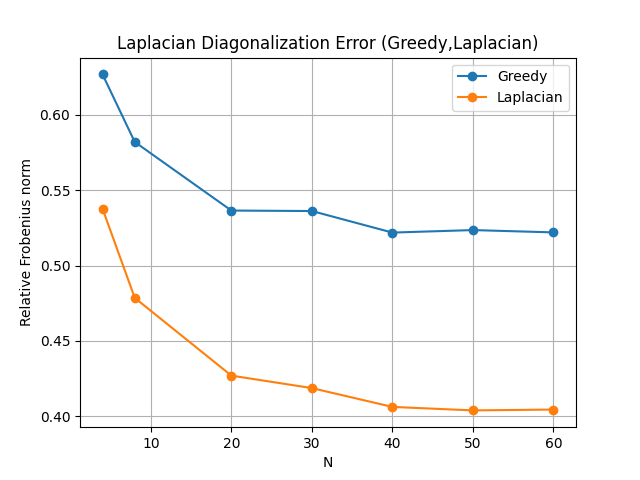 Laplacian Diagonalization Error (Greedy,Laplacian)
Greedy
Laplacian
Relative Frobenius norm
0.60
0.55
0.50
0.45
0.40
10 20 30 40 50 60
N